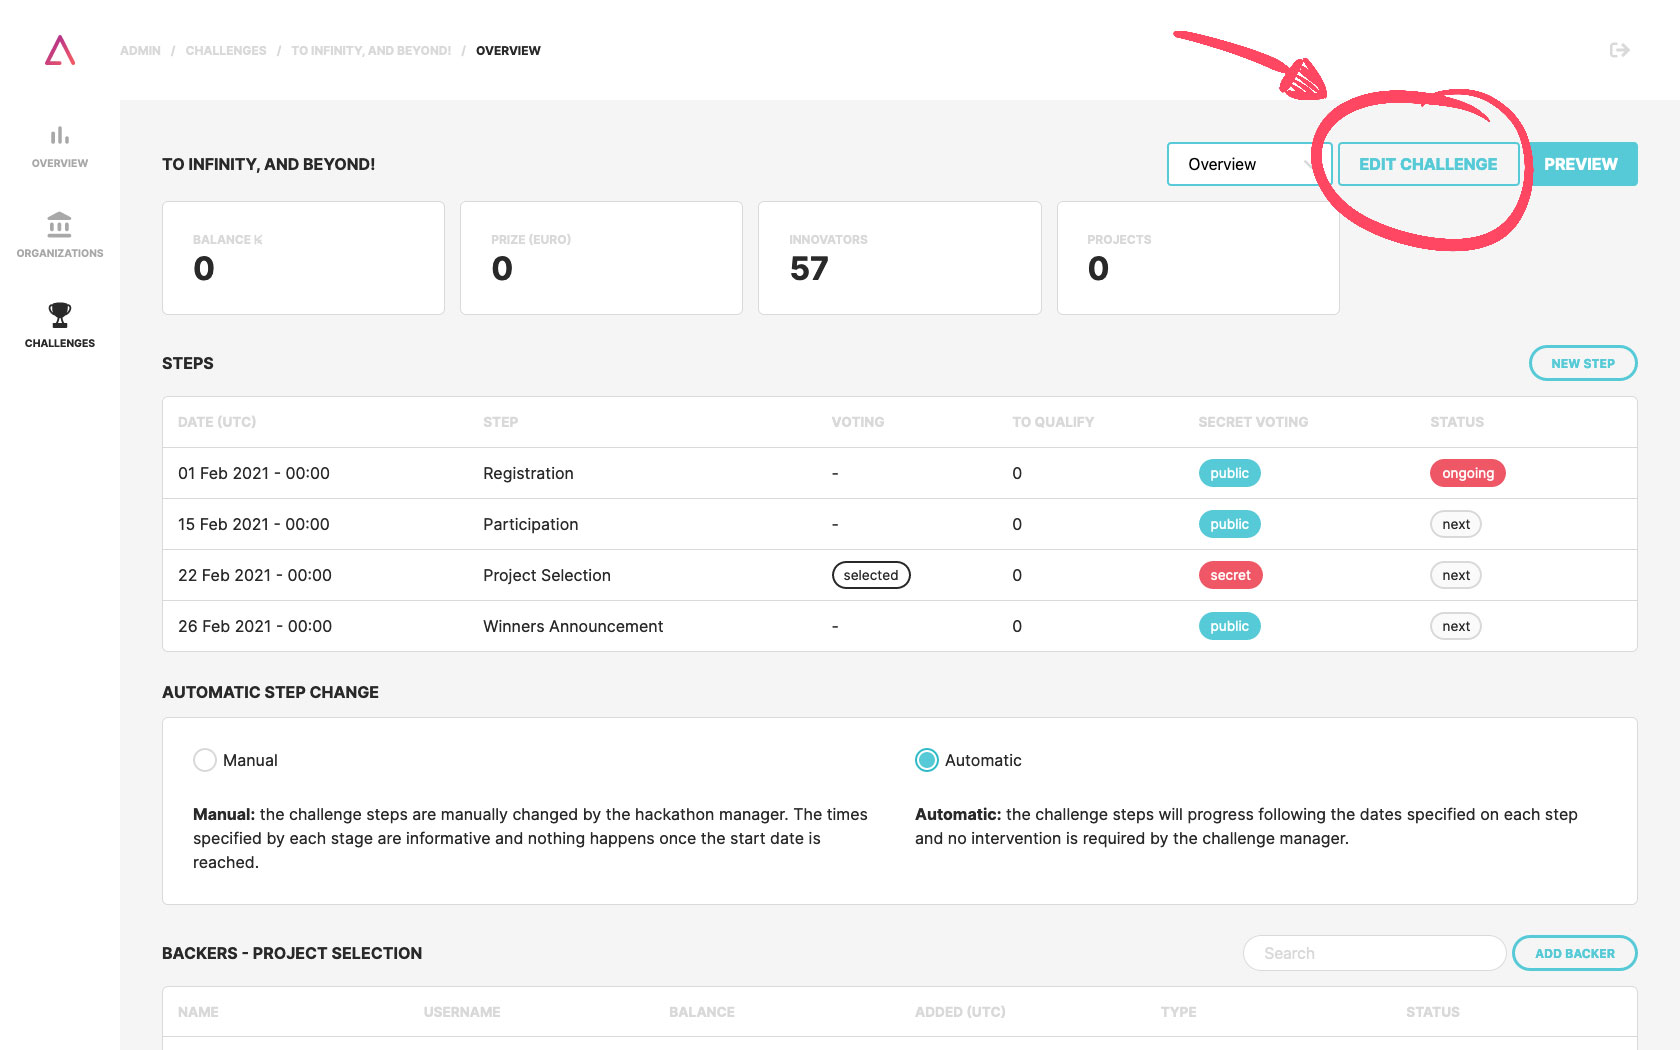 ADMIN / CHALLENGES / TO INFINITY, AND BEYOND! / OVERVIEW
OVERVIEW
ORGANIZATIONS
CHALLENGES
TO INFINITY, AND BEYOND!
Overview
EDIT CHALLENGE
PREVIEW
BALANCE K
0
PRIZE (EURO)
0
INNOVATORS
57
PROJECTS
0
STEPS
NEW STEP
DATE (UTC) STEP VOTING TO QUALIFY SECRET VOTING STATUS
01 Feb 2021 - 00:00 Registration - 0 public ongoing
15 Feb 2021 - 00:00 Participation - 0 public next
22 Feb 2021 - 00:00 Project Selection selected 0 secret next
26 Feb 2021 - 00:00 Winners Announcement - 0 public next
AUTOMATIC STEP CHANGE
Manual
Manual: the challenge steps are manually changed by the hackathon manager. The times
specified by each stage are informative and nothing happens once the start date is
reached.
Automatic
Automatic: the challenge steps will progress following the dates specified on each step
and no intervention is required by the challenge manager.
BACKERS - PROJECT SELECTION
Search
ADD BACKER
NAME USERNAME BALANCE ADDED (UTC) TYPE STATUS